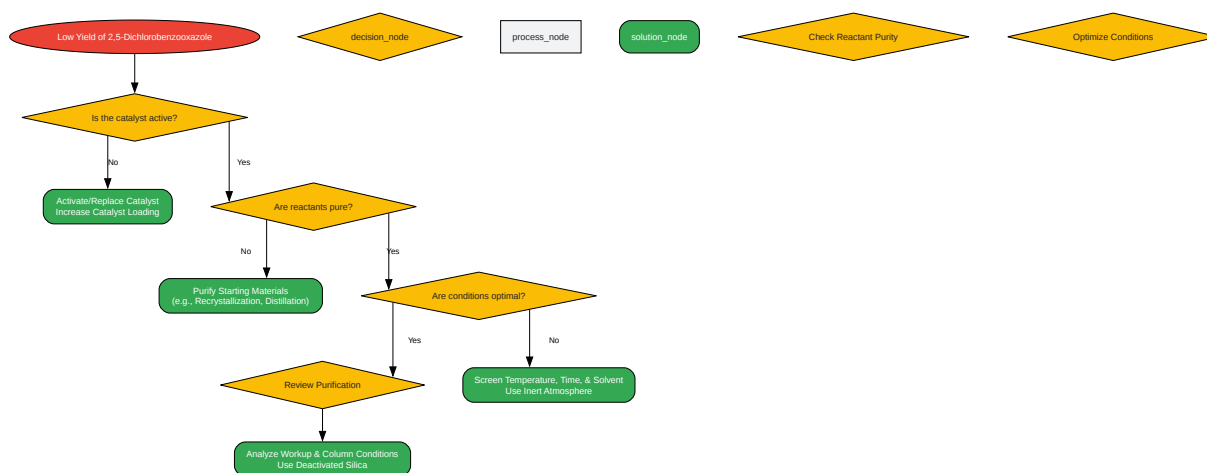 Low Yield of 2,5-Dichlorobenzooxazole
decision_node
process_node
solution_node
Check Reactant Purity
Optimize Conditions
Is the catalyst active?
No
Yes
Activate/Replace Catalyst
Increase Catalyst Loading
Are reactants pure?
No
Yes
Purify Starting Materials
(e.g., Recrystallization, Distillation)
Are conditions optimal?
Yes
No
Review Purification
Screen Temperature, Time, & Solvent
Use Inert Atmosphere
Analyze Workup & Column Conditions
Use Deactivated Silica